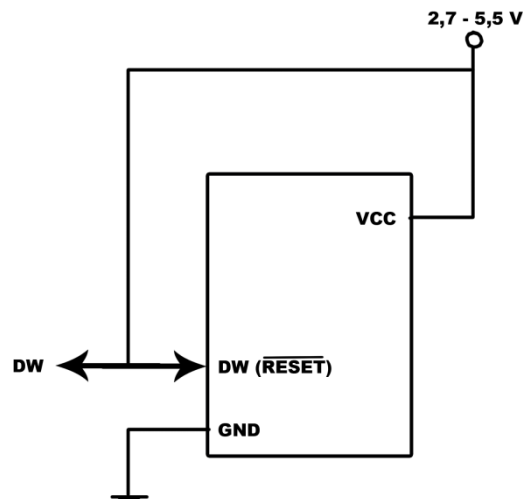 2,7 - 5,5 V
VCC
DW
DW (RESET)
GND